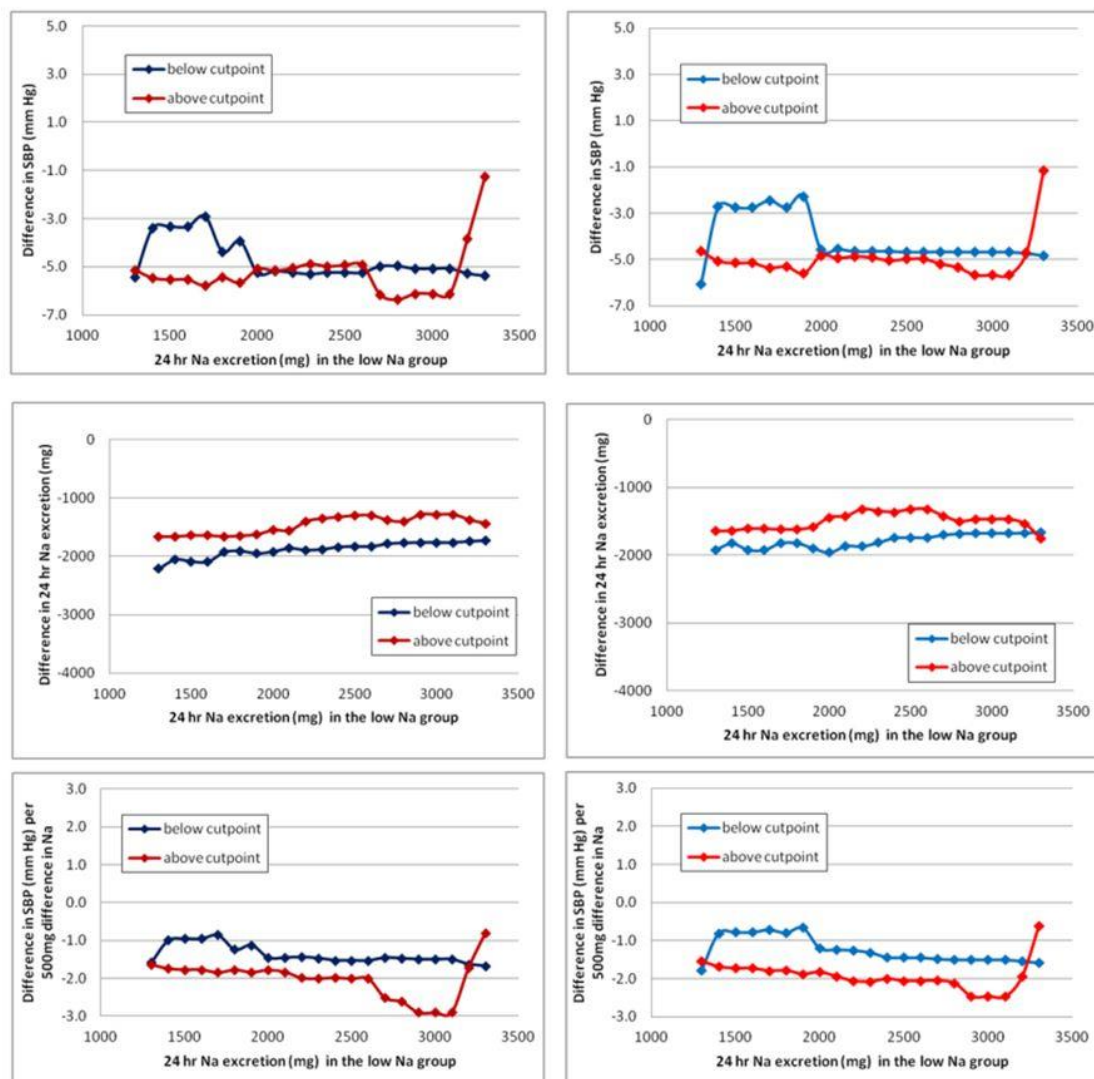 Difference in SBP (mm Hg)
5.0
3.0
1.0
-1.0
-3.0
-5.0
-7.0
below cutpoint
above cutpoint
1000 1500 2000 2500 3000 3500
24 hr Na excretion (mg) in the low Na group
Difference in SBP (mm Hg)
5.0
3.0
1.0
-1.0
-3.0
-5.0
-7.0
below cutpoint
above cutpoint
1000 1500 2000 2500 3000 3500
24 hr Na excretion (mg) in the low Na group
Difference in 24 hr Na excretion (mg)
0
-1000
-2000
-3000
-4000
below cutpoint
above cutpoint
1000 1500 2000 2500 3000 3500
24 hr Na excretion (mg) in the low Na group
Difference in 24 hr Na excretion (mg)
0
-1000
-2000
-3000
-4000
below cutpoint
above cutpoint
1000 1500 2000 2500 3000 3500
24 hr Na excretion (mg) in the low Na group
Difference in SBP (mm Hg) per
500mg difference in Na
3.0
2.0
1.0
0.0
-1.0
-2.0
-3.0
below cutpoint
above cutpoint
1000 1500 2000 2500 3000 3500
24 hr Na excretion (mg) in the low Na group
Difference in SBP (mm Hg) per
500mg difference in Na
3.0
2.0
1.0
0.0
-1.0
-2.0
-3.0
below cutpoint
above cutpoint
1000 1500 2000 2500 3000 3500
24 hr Na excretion (mg) in the low Na group